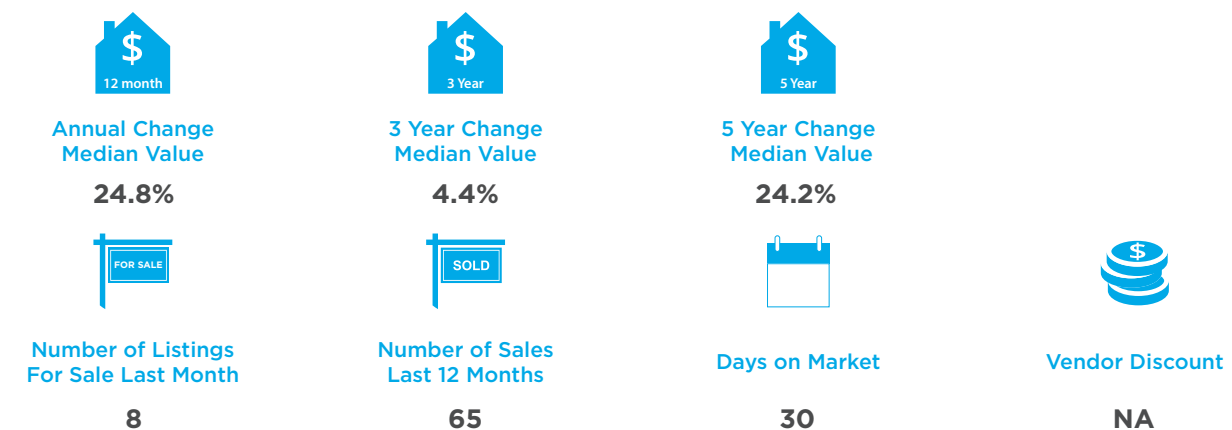 $
12 month
Annual Change
Median Value
24.8%
$
3 Year
3 Year Change
Median Value
4.4%
$
5 Year
5 Year Change
Median Value
24.2%
FOR SALE
Number of Listings
For Sale Last Month
8
SOLD
Number of Sales
Last 12 Months
65
Days on Market
30
$
Vendor Discount
NA